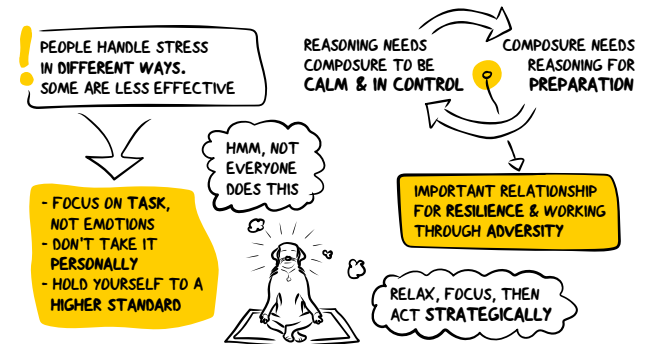 !
PEOPLE HANDLE STRESS
IN DIFFERENT WAYS.
SOME ARE LESS EFFECTIVE
- FOCUS ON TASK,
NOT EMOTIONS
- DON'T TAKE IT
PERSONALLY
- HOLD YOURSELF TO A
HIGHER STANDARD
HMM, NOT
EVERYONE
DOES THIS
REASONING NEEDS
COMPOSURE TO BE
CALM & IN CONTROL
COMPOSURE NEEDS
REASONING FOR
PREPARATION
IMPORTANT RELATIONSHIP
FOR RESILIENCE & WORKING
THROUGH ADVERSITY
RELAX, FOCUS, THEN
ACT STRATEGICALLY